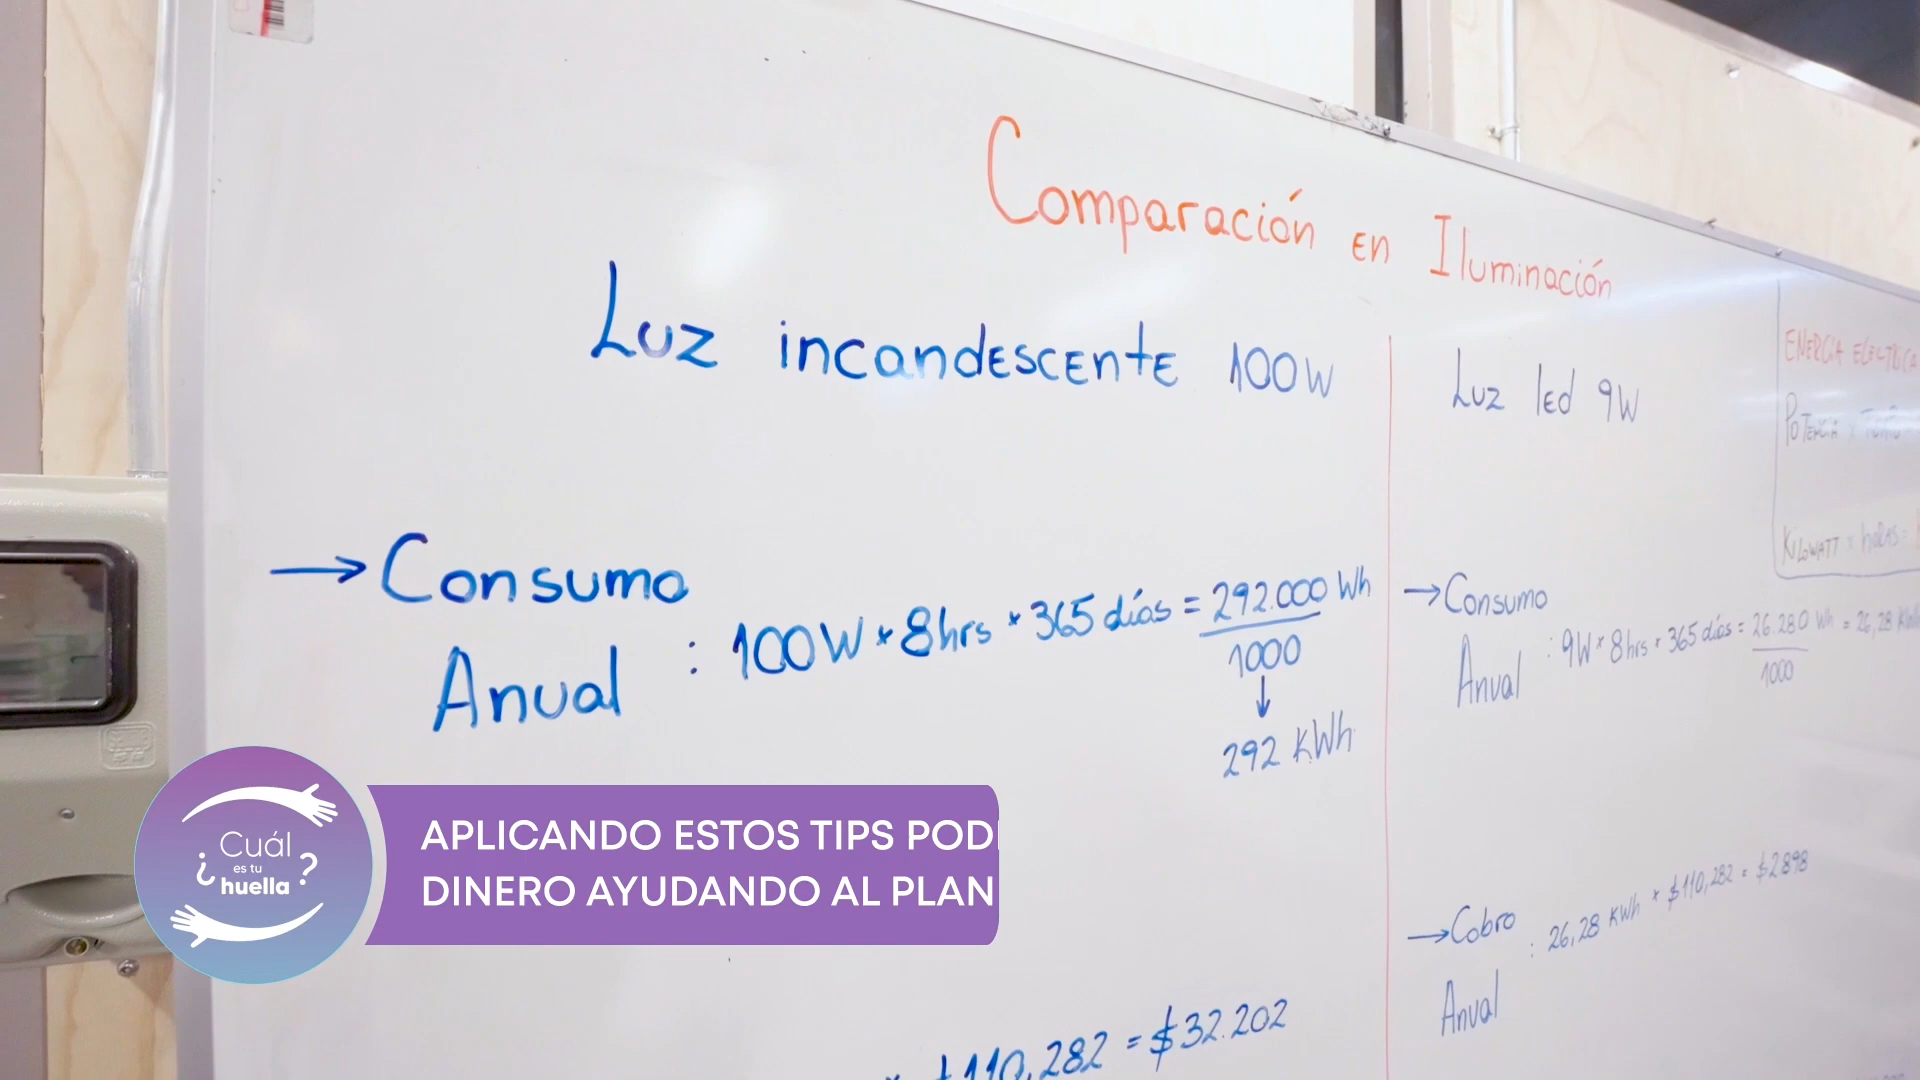 Comparación en Iluminación
Luz incandescente 100W
→ Consumo
Anual : 100W * 8hrs * 365 días = 292.000 Wh
1000
↓
292 KWh
110,282 = $32.202
Luz led 9W
→ Consumo
Anual : 9W * 8hrs * 365 días = 26.280 Wh = 26,28
1000
→ Cobro
Anual : 26,28 KWh * $110,282 = $2898
ENERGÍA ELÉCTRICA
POTENCIA x
KILOWATT x horas =
¿Cuál
es tu
huella?
APLICANDO ESTOS TIPS POD
DINERO AYUDANDO AL PLAN